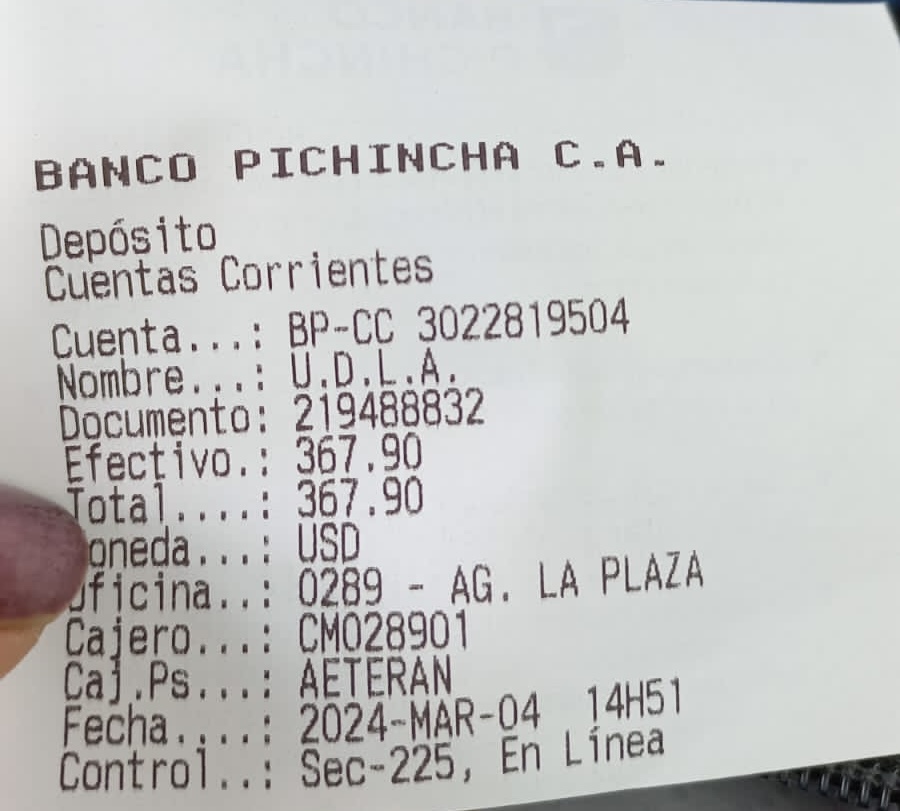 BANCO PICHINCHA C.A.
Depósito
Cuentas Corrientes
Cuenta...: BP-CC 3022819504
Nombre...: U.D.L.A.
Documento: 219488832
Efectivo.: 367.90
Total....: 367.90
oneda...: USD
Oficina..: 0289 - AG. LA PLAZA
Cajero...: CM028901
Caj.Ps...: AETERAN
Fecha....: 2024-MAR-04 14H51
Control..: Sec-225, En Línea